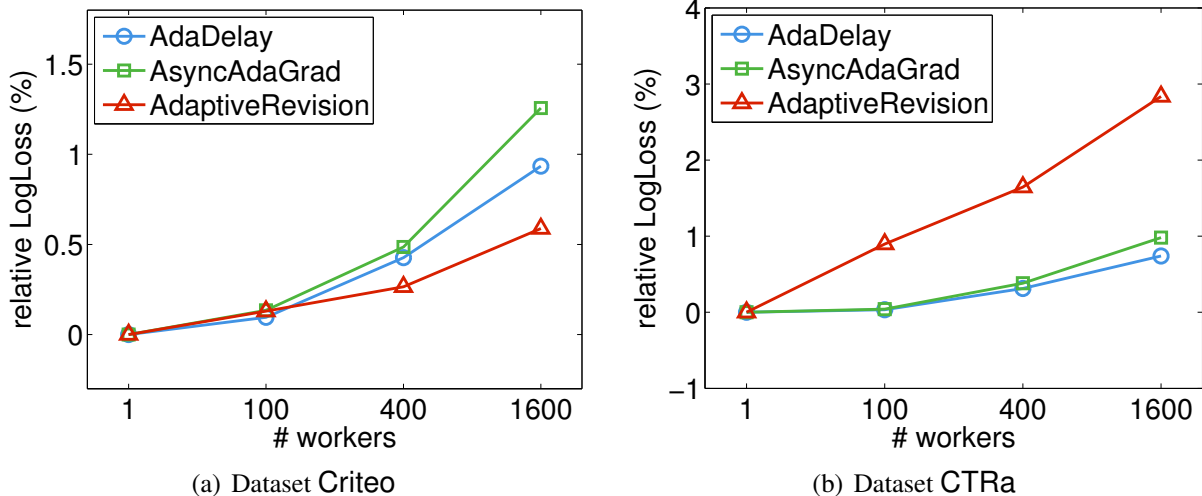 relative LogLoss (%)
1.5
1
0.5
0
AdaDelay
AsyncAdaGrad
AdaptiveRevision
1 100 400 1600
# workers
(a) Dataset Criteo
relative LogLoss (%)
4
3
2
1
0
−1
AdaDelay
AsyncAdaGrad
AdaptiveRevision
1 100 400 1600
# workers
(b) Dataset CTRa